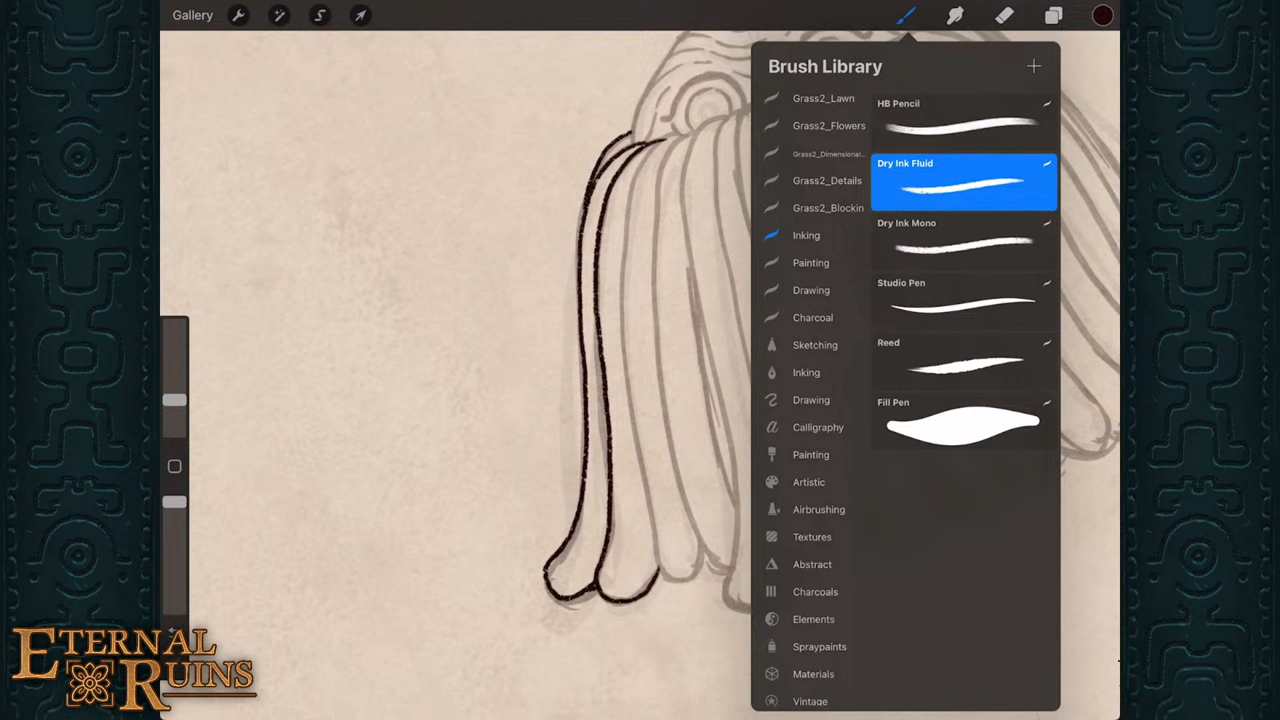 Gallery
Brush Library
Grass2_Lawn
Grass2_Flowers
Grass2_Dimensional...
Grass2_Details
Grass2_Blockin
Inking
Painting
Drawing
Charcoal
Sketching
Inking
Drawing
Calligraphy
Painting
Artistic
Airbrushing
Textures
Abstract
Charcoals
Elements
Spraypaints
Materials
Vintage
HB Pencil
Dry Ink Fluid
Dry Ink Mono
Studio Pen
Reed
Fill Pen
ETERNAL
RUINS